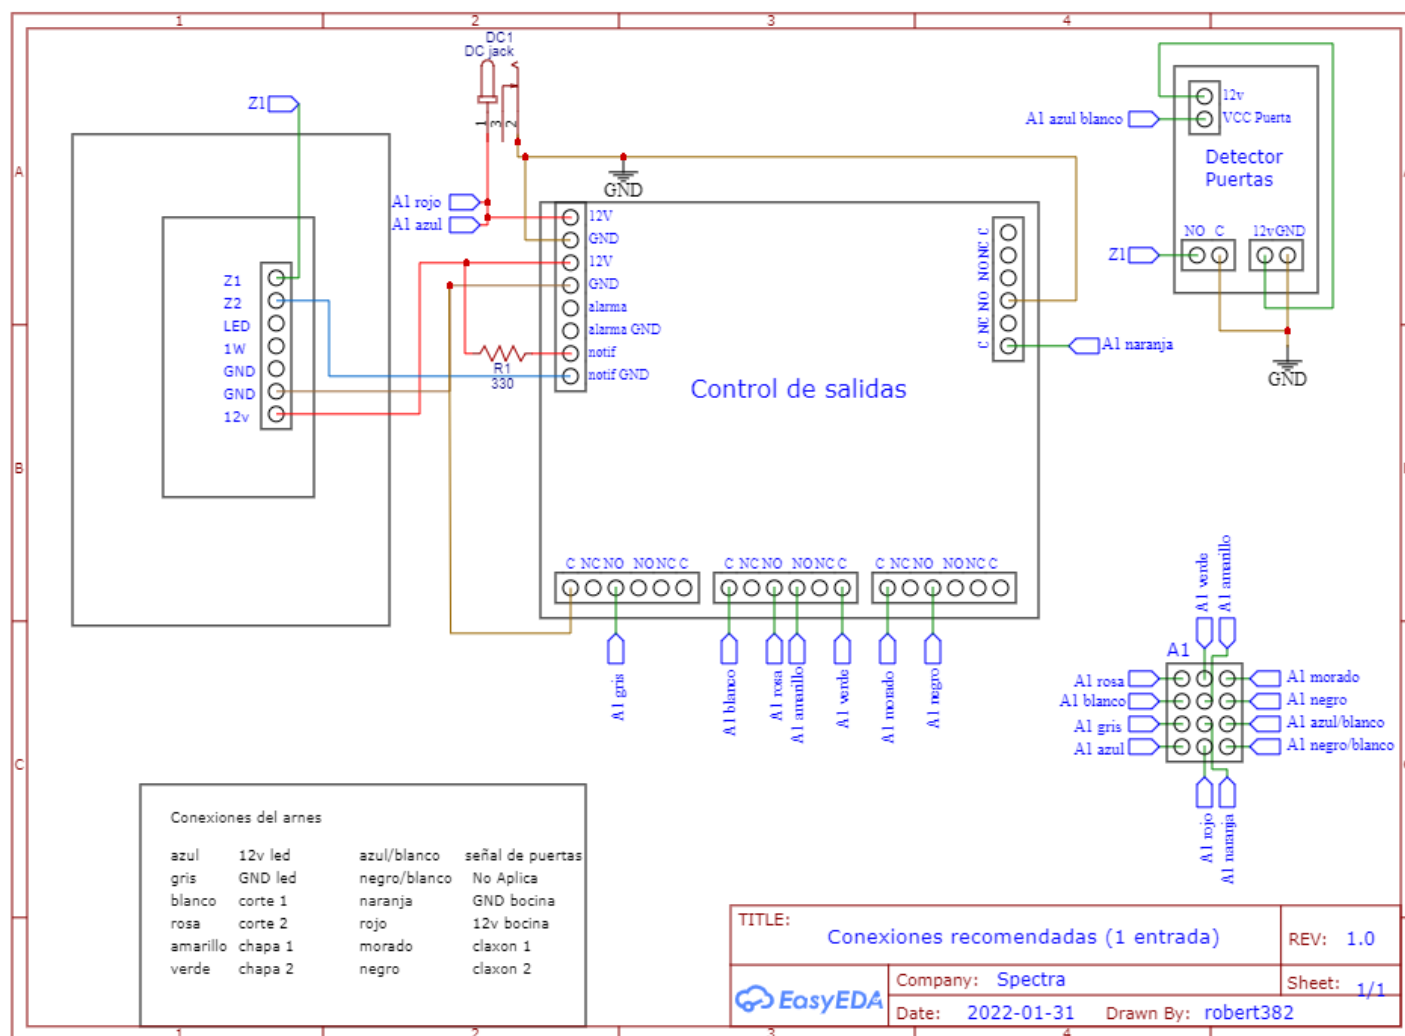 1
2
3
4
A
B
C
DC1
DC jack
1
3
2
Z1
A1 rojo
A1 azul
GND
Z1
Z2
LED
1W
GND
GND
12v
12V
GND
12V
GND
alarma
alarma GND
notif
notif GND
R1
330
Control de salidas
C NC NO NO NC C
A1 naranja
C NC NO NO NC C
C NC NO NO NC C
C NC NO NO NC C
A1 gris
A1 blanco
A1 rosa
A1 amarillo
A1 verde
A1 morado
A1 negro
12v
VCC Puerta
A1 azul blanco
Detector
Puertas
NO C
12v GND
Z1
GND
A1 verde
A1 amarillo
A1
A1 rosa
A1 blanco
A1 gris
A1 azul
A1 morado
A1 negro
A1 azul/blanco
A1 negro/blanco
A1 rojo
A1 naranja
Conexiones del arnes
azul 12v led azul/blanco señal de puertas
gris GND led negro/blanco No Aplica
blanco corte 1 naranja GND bocina
rosa corte 2 rojo 12v bocina
amarillo chapa 1 morado claxon 1
verde chapa 2 negro claxon 2
TITLE:
Conexiones recomendadas (1 entrada)
REV: 1.0
EasyEDA
Company: Spectra
Sheet: 1/1
Date: 2022-01-31 Drawn By: robert382
1
2
3
4